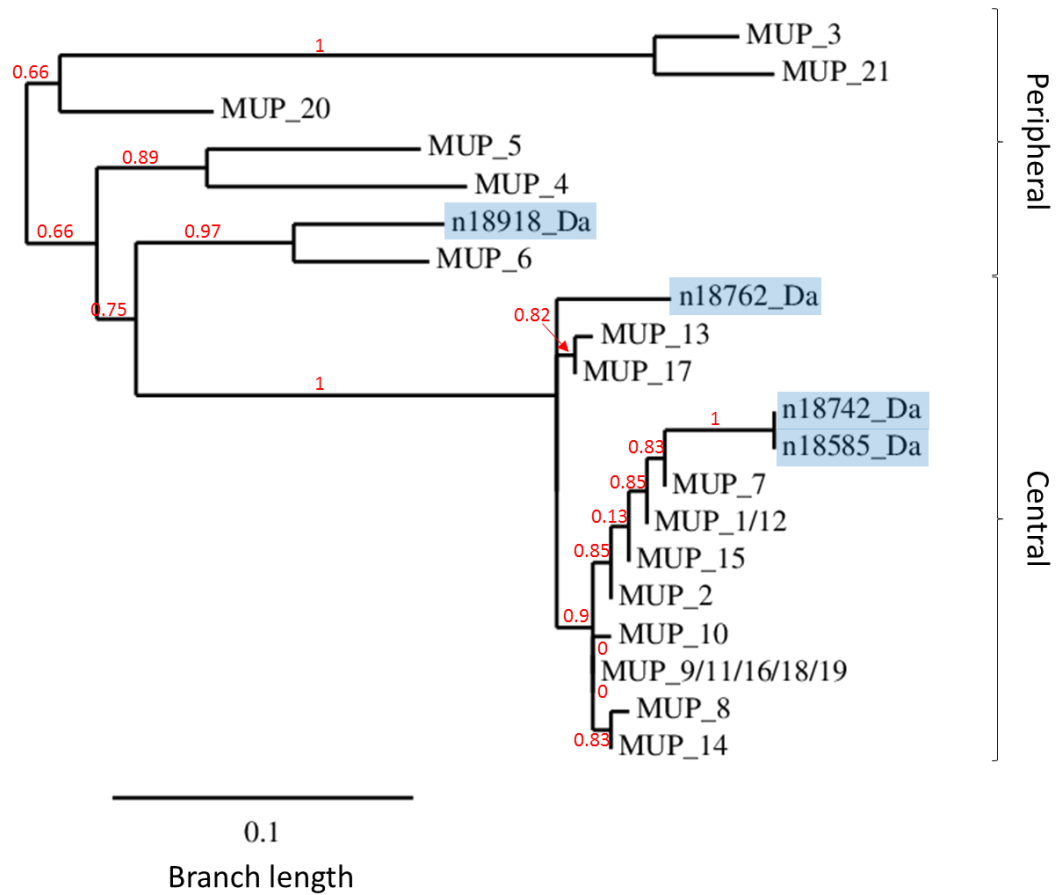 1
MUP_3
0.66
MUP_21
MUP_20
MUP_5
0.89
MUP_4
n18918_Da
0.66
0.97
MUP_6
Peripheral
n18762_Da
0.75
0.82
MUP_13
MUP_17
1
n18742_Da
1
n18585_Da
0.83
MUP_7
0.85
MUP_1/12
0.13
MUP_15
0.85
MUP_2
0.9
MUP_10
0
MUP_9/11/16/18/19
0
MUP_8
0.83
MUP_14
Central
0.1
Branch length